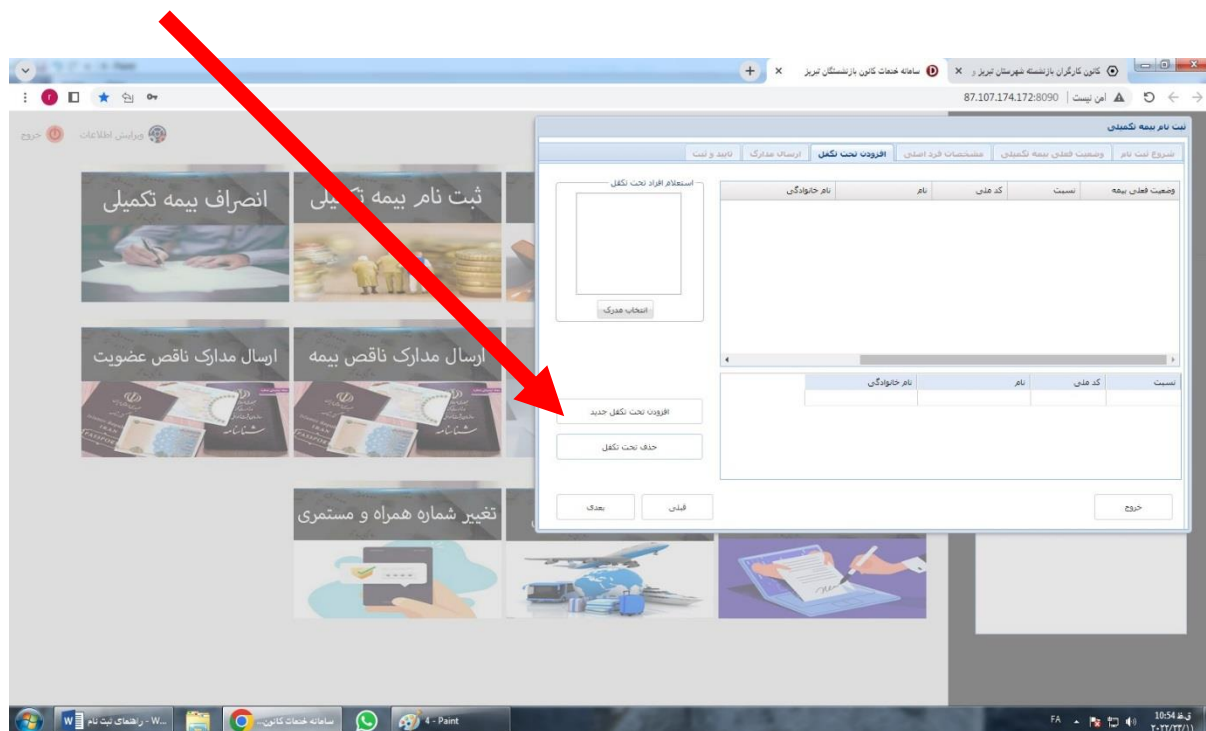 کانون کارگران بازنشسته شهرستان تبریز و
سامانه خدمات کانون بازنشستگان تبریز
امن نیست
87.107.174.172:8090
ویرایش اطلاعات
خروج
ثبت نام بیمه تکمیلی
انصراف بیمه تکمیلی
ارسال مدارک ناقص بیمه
ارسال مدارک ناقص عضویت
تغییر شماره همراه و مستمری
ثبت نام بیمه تکمیلی
شروع ثبت نام
وضعیت فعلی بیمه تکمیلی
مشخصات فرد اصلی
افزودن تحت تکفل
ارسال مدارک
تایید و ثبت
وضعیت فعلی بیمه
نسبت
کد ملی
نام
نام خانوادگی
استعلام افراد تحت تکفل
انتخاب مدرک
نسبت
کد ملی
نام
نام خانوادگی
افزودن تحت تکفل جدید
حذف تحت تکفل
قبلی
بعدی
خروج
راهنمای ثبت نام - W...
سامانه خدمات کانون...
4 - Paint
FA
10:54 ق.ظ